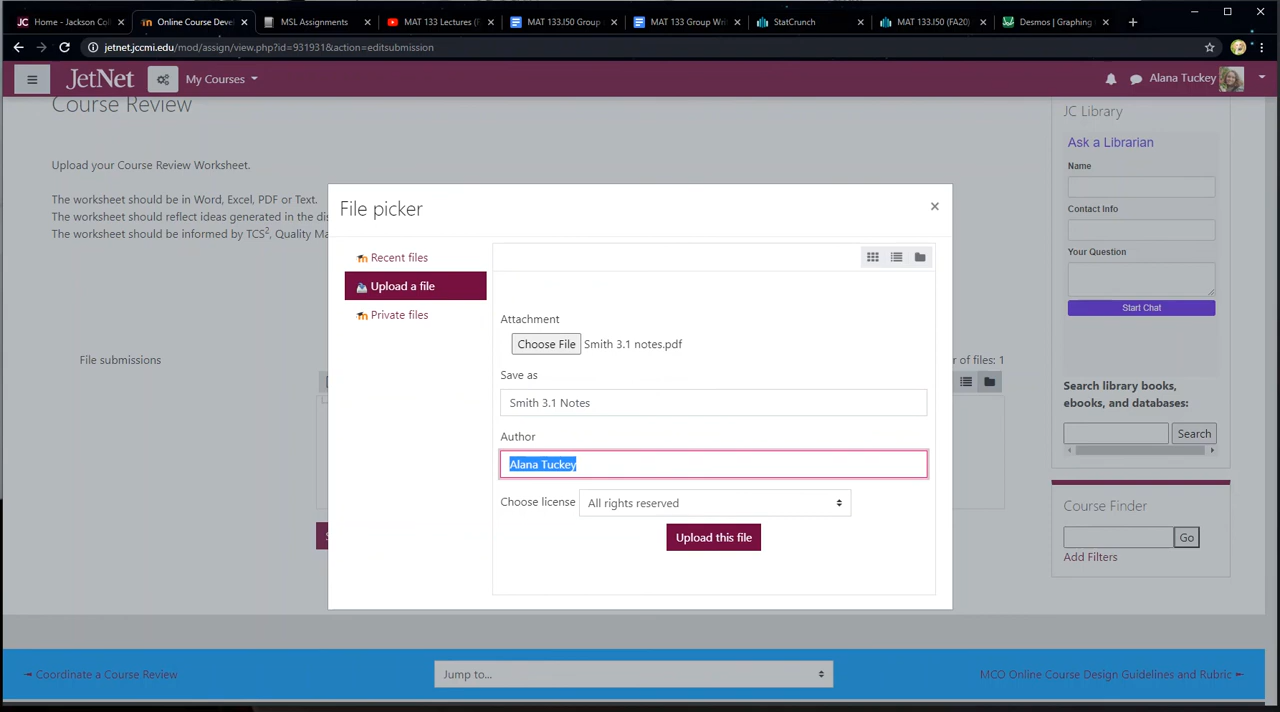 Home - Jackson Coll
Online Course Devel
MSL Assignments
MAT 133 Lectures (F
MAT 133.J50 Group
MAT 133 Group Wri
StatCrunch
MAT 133.J50 (FA20)
Desmos | Graphing
jetnet.jccmi.edu/mod/assign/view.php?id=931931&action=editsubmission
JetNet
My Courses
Alana Tuckey
Course Review
Upload your Course Review Worksheet.
The worksheet should be in Word, Excel, PDF or Text.
The worksheet should reflect ideas generated in the dis
The worksheet should be informed by TCS², Quality Ma
File submissions
r of files: 1
File picker
Recent files
Upload a file
Private files
Attachment
Choose File Smith 3.1 notes.pdf
Save as
Smith 3.1 Notes
Author
Alana Tuckey
Choose license
All rights reserved
Upload this file
JC Library
Ask a Librarian
Name
Contact Info
Your Question
Start Chat
Search library books,
ebooks, and databases:
Search
Course Finder
Go
Add Filters
◄ Coordinate a Course Review
Jump to...
MCO Online Course Design Guidelines and Rubric ►